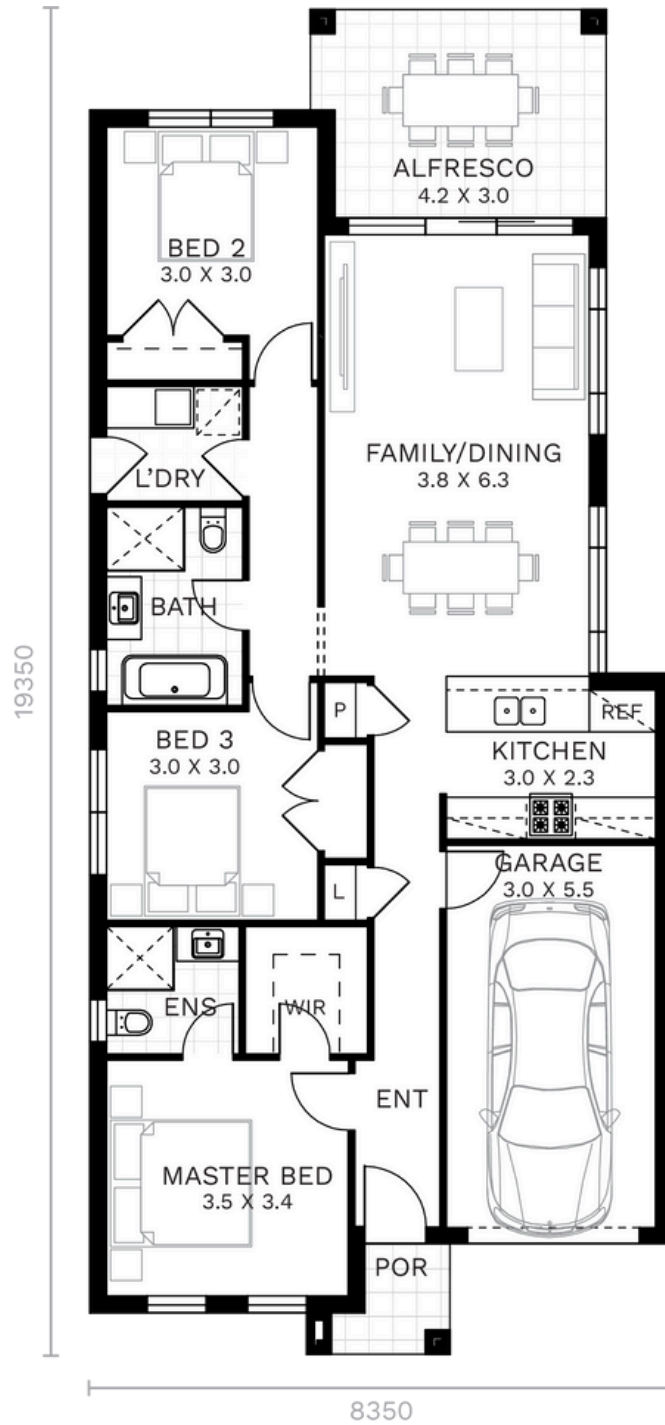 ALFRESCO
4.2 X 3.0
BED 2
3.0 X 3.0
FAMILY/DINING
3.8 X 6.3
L'DRY
BATH
19350
P
REF
BED 3
3.0 X 3.0
KITCHEN
3.0 X 2.3
GARAGE
3.0 X 5.5
L
ENS
WIR
ENT
MASTER BED
3.5 X 3.4
POR
8350